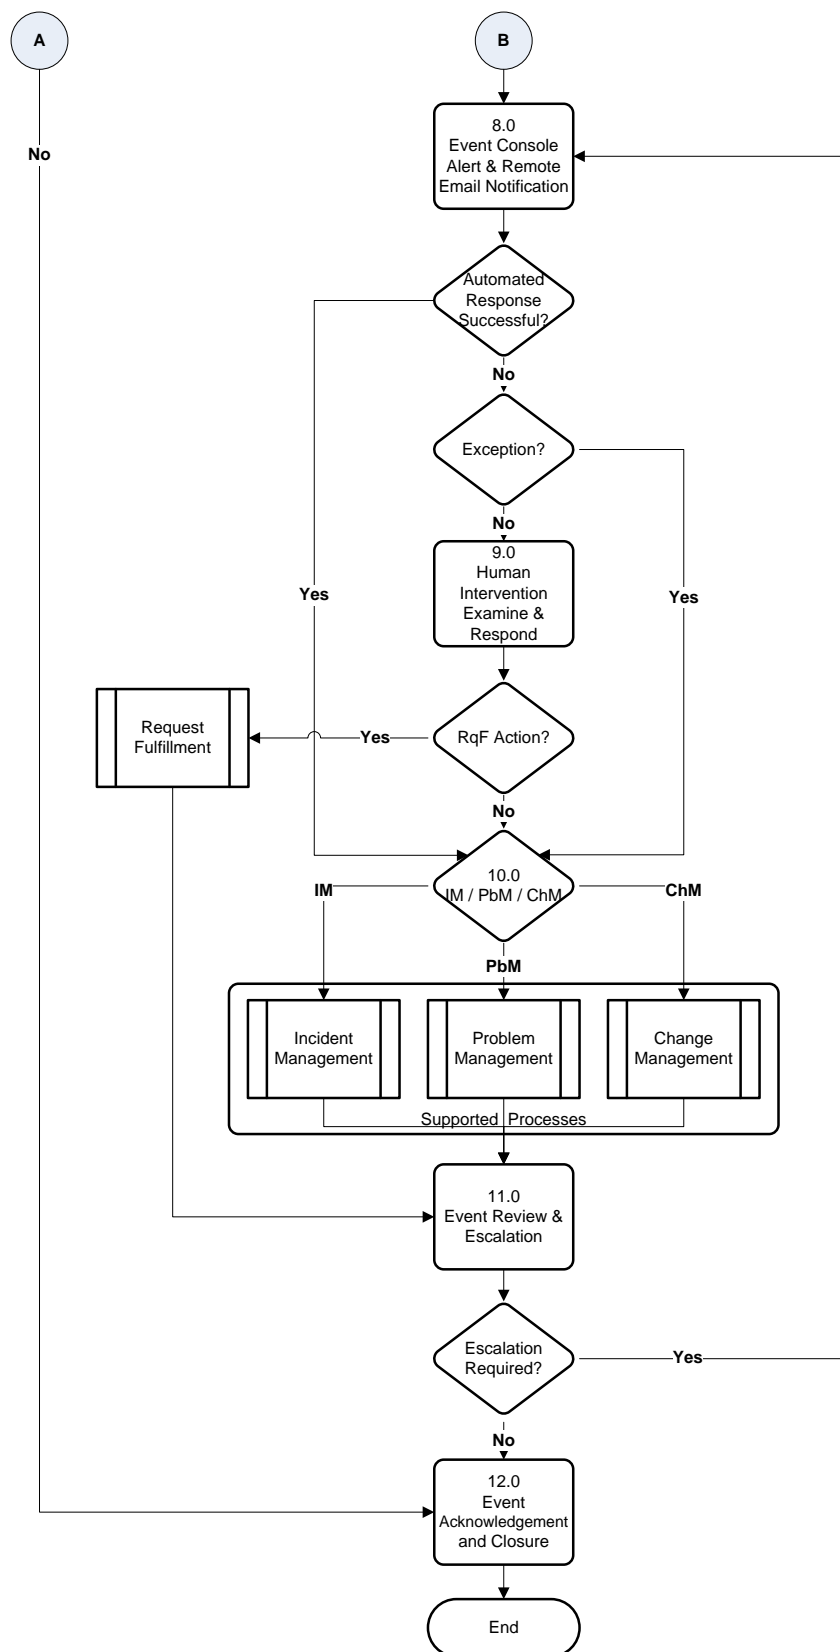 A
B
No
8.0
Event Console
Alert & Remote
Email Notification
Automated
Response
Successful?
No
Exception?
No
9.0
Human
Intervention
Examine &
Respond
Yes
Yes
Request
Fulfillment
Yes
RqF Action?
No
10.0
IM / PbM / ChM
IM
ChM
PbM
Incident
Management
Problem
Management
Change
Management
Supported Processes
11.0
Event Review &
Escalation
Escalation
Required?
Yes
No
12.0
Event
Acknowledgement
and Closure
End